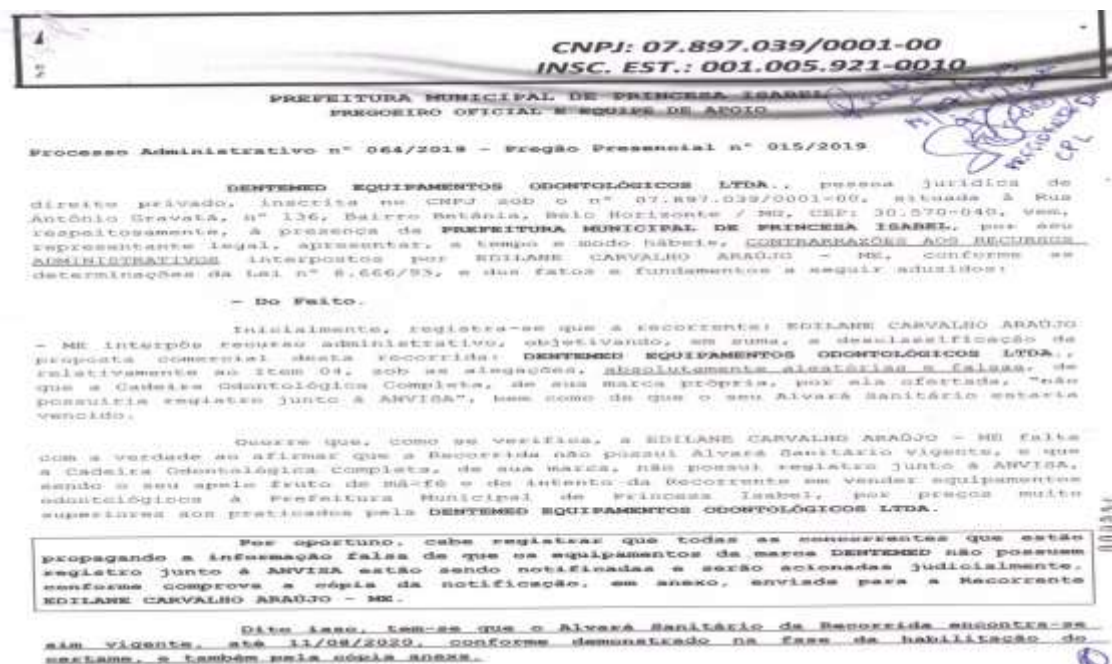 CNPJ: 07.897.039/0001-00
INSC. EST.: 001.005.921-0010
PREFEITURA MUNICIPAL DE PRINCESA ISABEL
PREGOEIRO OFICIAL E EQUIPE DE APOIO
PRESIDENTE DA
CPL
Processo Administrativo n° 064/2019 - Pregão Presencial n° 015/2019
DENTEMED EQUIPAMENTOS ODONTOLÓGICOS LTDA., pessoa jurídica de
direito privado, inscrita no CNPJ sob o n° 07.897.039/0001-00, situada à Rua
Antônio Gravatá, n° 136, Bairro Betânia, Belo Horizonte / MG, CEP: 30.570-040, vem,
respeitosamente, à presença de PREFEITURA MUNICIPAL DE PRINCESA ISABEL, por seu
representante legal, apresentar, a tempo e modo hábeis, CONTRARRAZÕES AOS RECURSOS
ADMINISTRATIVOS interpostos por EDILANE CARVALHO ARAÚJO - ME, conforme as
determinações da Lei n° 8.666/93, e dos fatos e fundamentos a seguir aduzidos:
- Do Feito.
Inicialmente, registra-se que a recorrente: EDILANE CARVALHO ARAÚJO
- ME interpôs recurso administrativo, objetivando, em suma, a desclassificação da
proposta comercial desta recorrida: DENTEMED EQUIPAMENTOS ODONTOLÓGICOS LTDA.,
relativamente ao item 04, sob as alegações, absolutamente aleatórias e falsas, de
que a Cadeira Odontológica Completa, de sua marca própria, por ela ofertada, "não
possuiria registro junto à ANVISA", bem como de que o seu Alvará Sanitário estaria
vencido.
Ocorre que, como se verifica, a EDILANE CARVALHO ARAÚJO - ME falta
com a verdade ao afirmar que a Recorrida não possui Alvará Sanitário vigente, e que
a Cadeira Odontológica Completa, de sua marca, não possui registro junto à ANVISA,
sendo o seu apelo fruto de má-fé e do intento da Recorrente em vender equipamentos
odontológicos à Prefeitura Municipal de Princesa Isabel, por preços muito
superiores aos praticados pela DENTEMED EQUIPAMENTOS ODONTOLÓGICOS LTDA.
Por oportuno, cabe registrar que todas as concorrentes que estão
propagando a informação falsa de que os equipamentos da marca DENTEMED não possuem
registro junto à ANVISA estão sendo notificadas e serão acionadas judicialmente,
conforme comprova a cópia da notificação, em anexo, enviada para a Recorrente
EDILANE CARVALHO ARAÚJO - ME.
Dito isso, tem-se que o Alvará Sanitário da Recorrida encontra-se
sim vigente, até 11/08/2020, conforme demonstrado na fase da habilitação do
certame, e também pela cópia anexa.